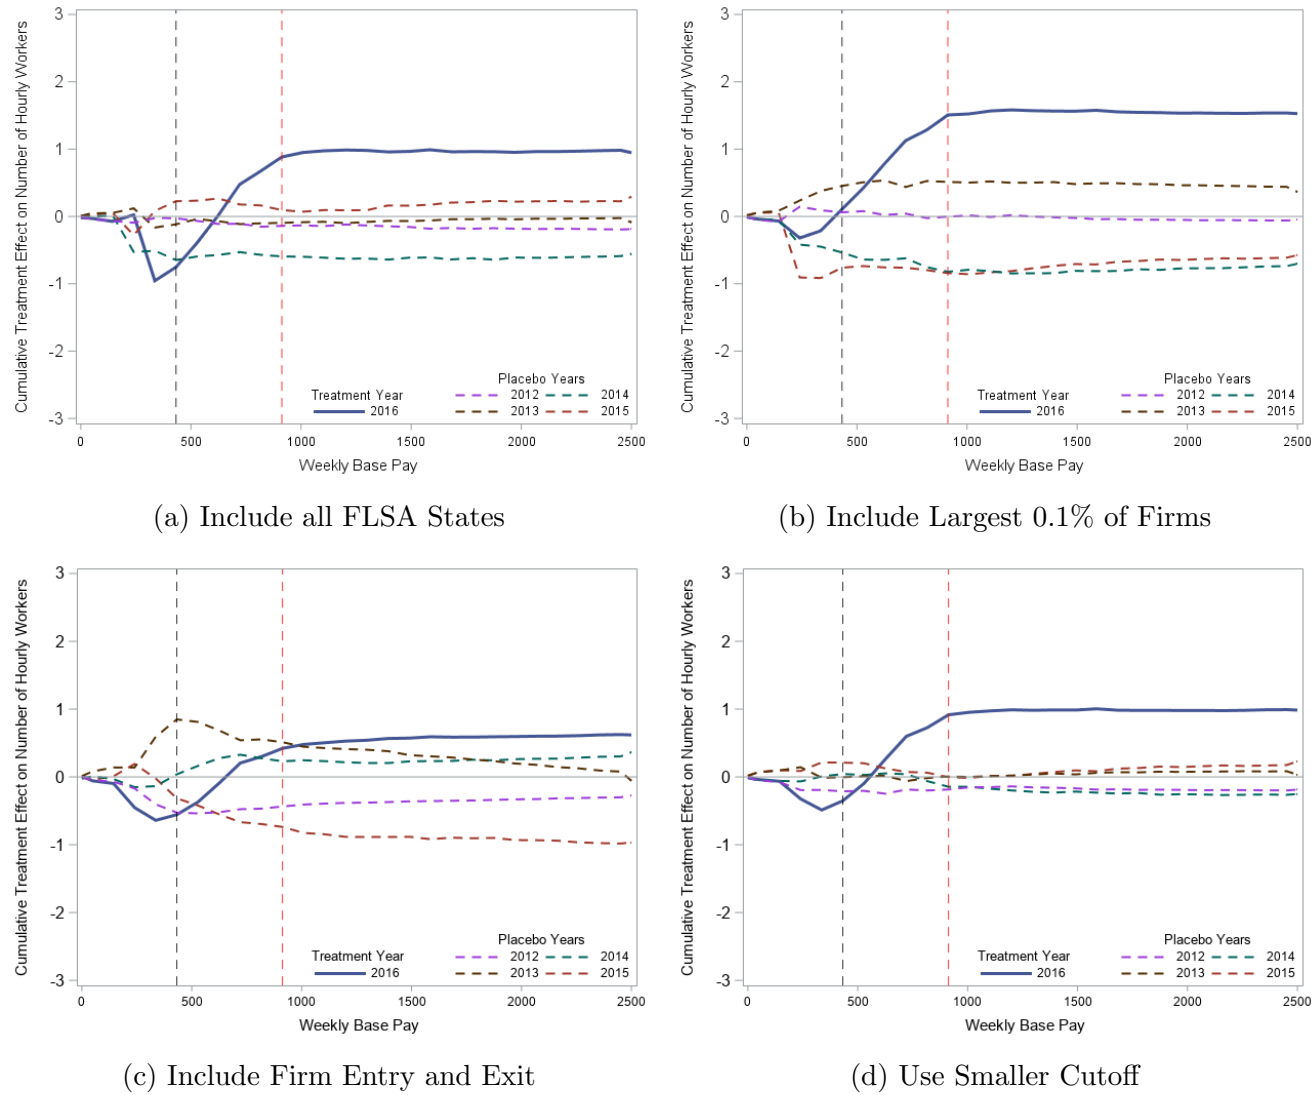 Cumulative Treatment Effect on Number of Hourly Workers
3
2
1
0
-1
-2
-3
Treatment Year
2016
Placebo Years
2012 2014
2013 2015
0 500 1000 1500 2000 2500
Weekly Base Pay
(a) Include all FLSA States
Cumulative Treatment Effect on Number of Hourly Workers
3
2
1
0
-1
-2
-3
Treatment Year
2016
Placebo Years
2012 2014
2013 2015
0 500 1000 1500 2000 2500
Weekly Base Pay
(b) Include Largest 0.1% of Firms
Cumulative Treatment Effect on Number of Hourly Workers
3
2
1
0
-1
-2
-3
Treatment Year
2016
Placebo Years
2012 2014
2013 2015
0 500 1000 1500 2000 2500
Weekly Base Pay
(c) Include Firm Entry and Exit
Cumulative Treatment Effect on Number of Hourly Workers
3
2
1
0
-1
-2
-3
Treatment Year
2016
Placebo Years
2012 2014
2013 2015
0 500 1000 1500 2000 2500
Weekly Base Pay
(d) Use Smaller Cutoff